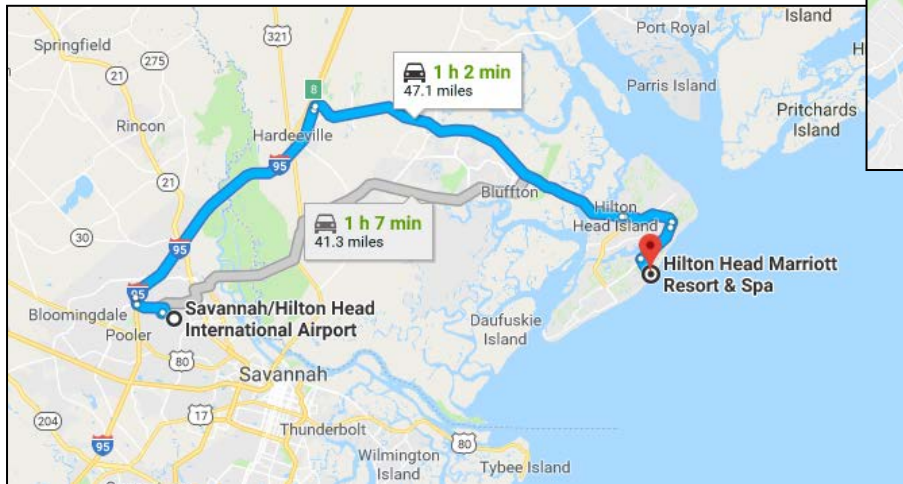 Island
Port Royal
H
Springfield
275
321
21
1 h 2 min
47.1 miles
8
Parris Island
Pritchards
Island
Rincon
Hardeeville
95
21
Bluffton
Hilton
Head Island
1 h 7 min
41.3 miles
30
95
Hilton Head Marriott
Resort & Spa
95
Savannah/Hilton Head
International Airport
Bloomingdale
Pooler
Daufuskie
Island
80
Savannah
17
204
Thunderbolt
95
80
Wilmington
Island
Tybee Island